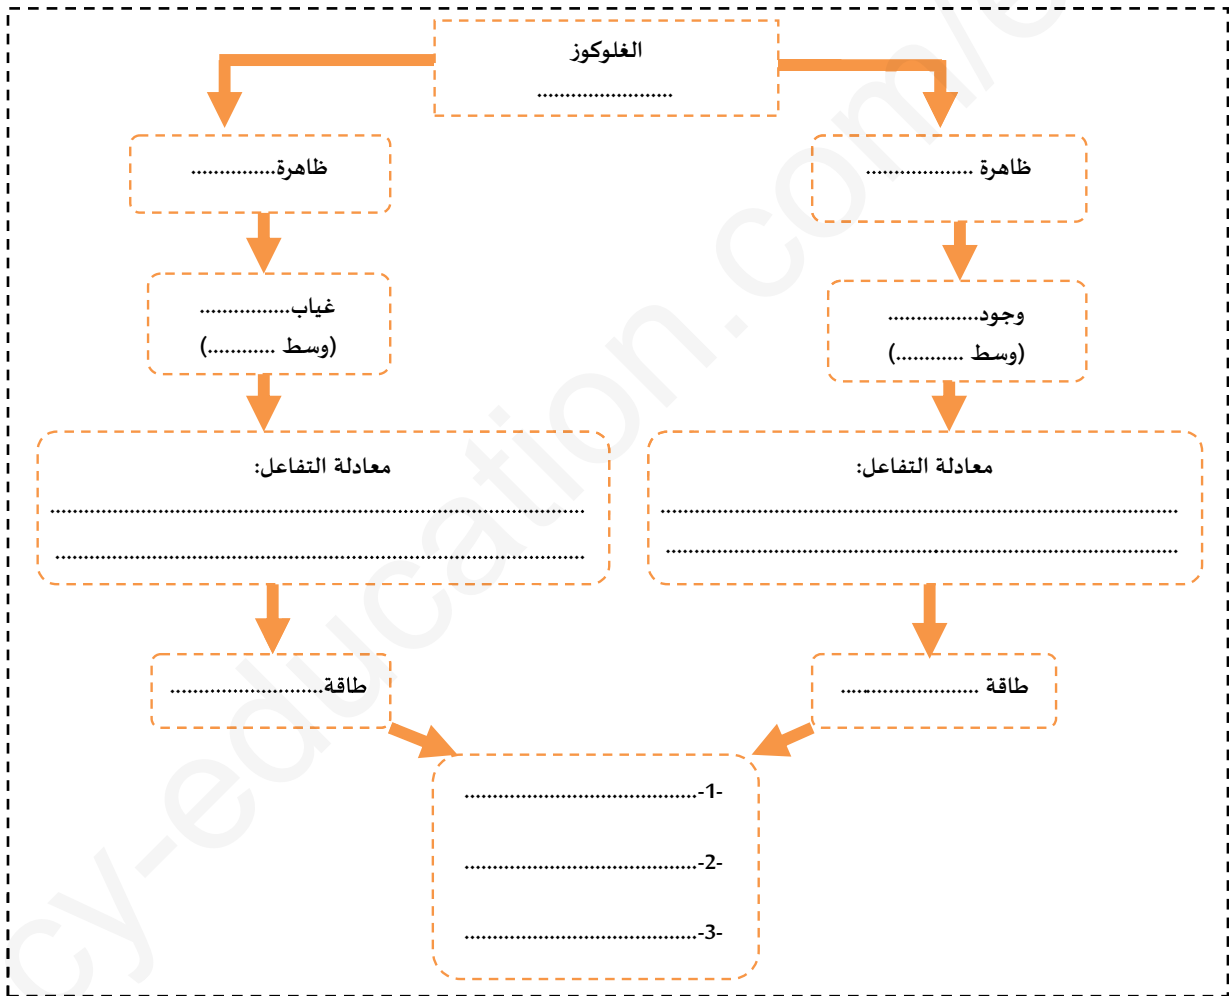 الغلوكوز
........................
ظاهرة ...................
ظاهرة...............
وجود................
(وسط ............)
غياب................
(وسط ............)
معادلة التفاعل:
..............................................................................................
.............................................................................................
معادلة التفاعل:
.................................................................................................
................................................................................................
طاقة .........................
طاقة............................
-1-..........................................
-2-..........................................
-3-..........................................
cy-education.com/e